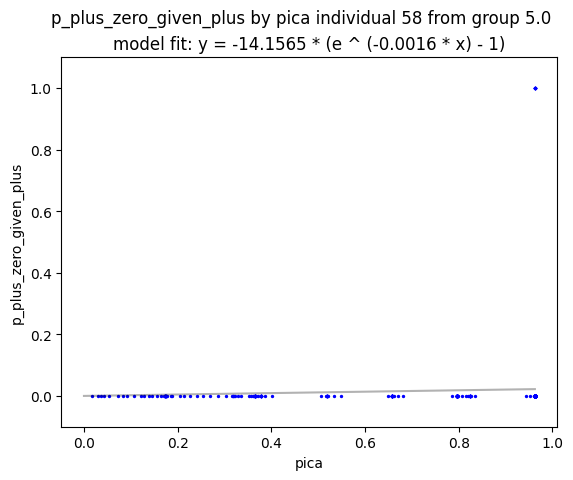 p_plus_zero_given_plus by pica individual 58 from group 5.0
model fit: y = -14.1565 * (e ^ (-0.0016 * x) - 1)
p_plus_zero_given_plus
1.0
0.8
0.6
0.4
0.2
0.0
0.0 0.2 0.4 0.6 0.8 1.0
pica